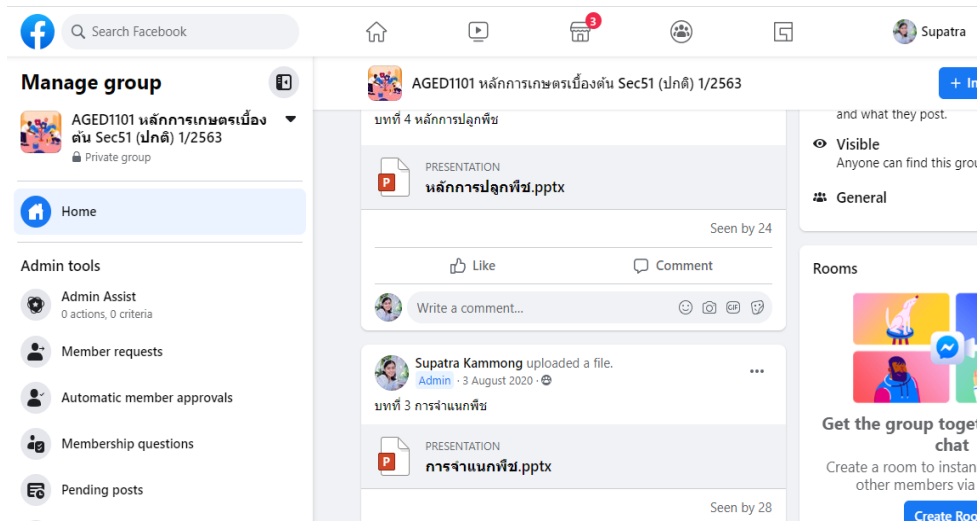 Search Facebook
3
Supatra
Manage group
AGED1101 หลักการเกษตรเบื้อง
ต้น Sec51 (ปกติ) 1/2563
Private group
Home
Admin tools
Admin Assist
0 actions, 0 criteria
Member requests
Automatic member approvals
Membership questions
Pending posts
AGED1101 หลักการเกษตรเบื้องต้น Sec51 (ปกติ) 1/2563
บทที่ 4 หลักการปลูกพืช
P
PRESENTATION
หลักการปลูกพืช.pptx
Seen by 24
Like
Comment
Write a comment...
GIF
Supatra Kammong uploaded a file.
Admin · 3 August 2020 ·
บทที่ 3 การจำแนกพืช
P
PRESENTATION
การจำแนกพืช.pptx
Seen by 28
+
and what they post.
Visible
Anyone can find this
General
Rooms
Get the group
chat
Create a room to
other members via
Create